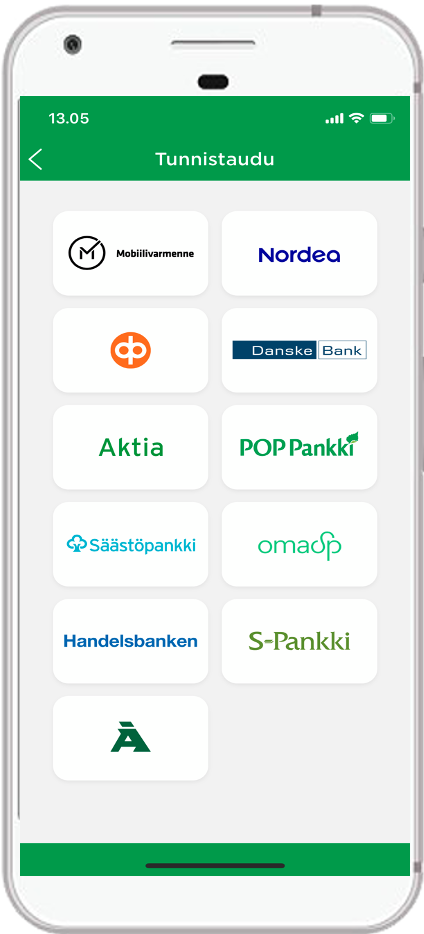 13.05
Tunnistaudu
Mobiilivarmenne
Nordea
Danske Bank
Aktia
POP Pankki
Säästöpankki
omasp
Handelsbanken
S-Pankki